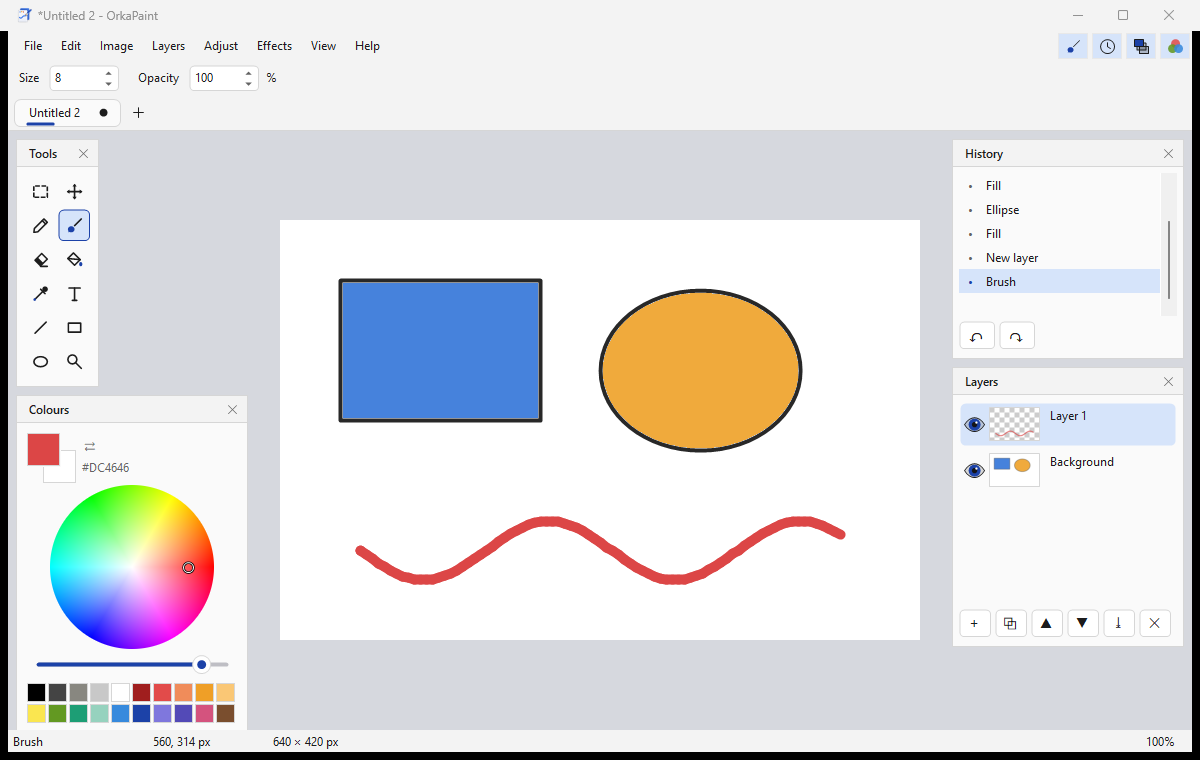 *Untitled 2 - OrkaPaint
File Edit Image Layers Adjust Effects View Help
Size 8 Opacity 100 %
Untitled 2
Tools
Colours
#DC4646
History
Fill
Ellipse
Fill
New layer
Brush
Layers
Layer 1
Background
Brush 560, 314 px 640 × 420 px 100%